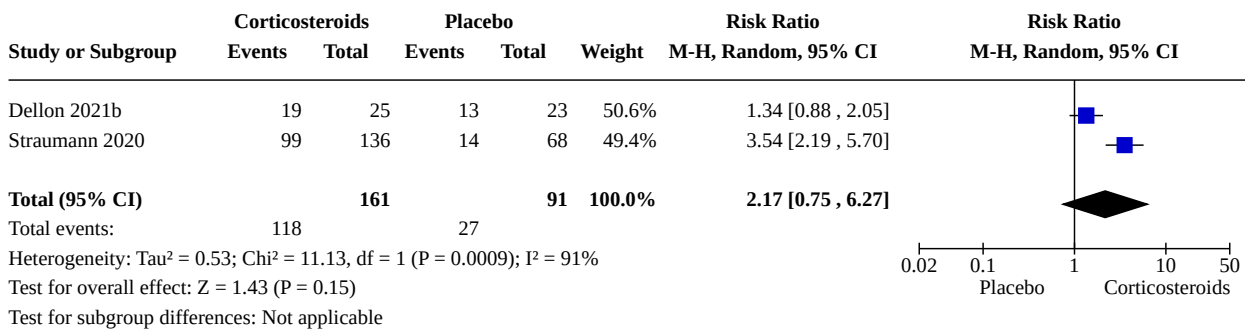 Corticosteroids Placebo Risk Ratio Risk Ratio
Study or Subgroup Events Total Events Total Weight M-H, Random, 95% CI M-H, Random, 95% CI
Dellon 2021b 19 25 13 23 50.6% 1.34 [0.88 , 2.05]
Straumann 2020 99 136 14 68 49.4% 3.54 [2.19 , 5.70]
Total (95% CI) 161 91 100.0% 2.17 [0.75 , 6.27]
Total events: 118 27
Heterogeneity: Tau² = 0.53; Chi² = 11.13, df = 1 (P = 0.0009); I² = 91%
0.02 0.1 1 10 50
Test for overall effect: Z = 1.43 (P = 0.15) Placebo Corticosteroids
Test for subgroup differences: Not applicable